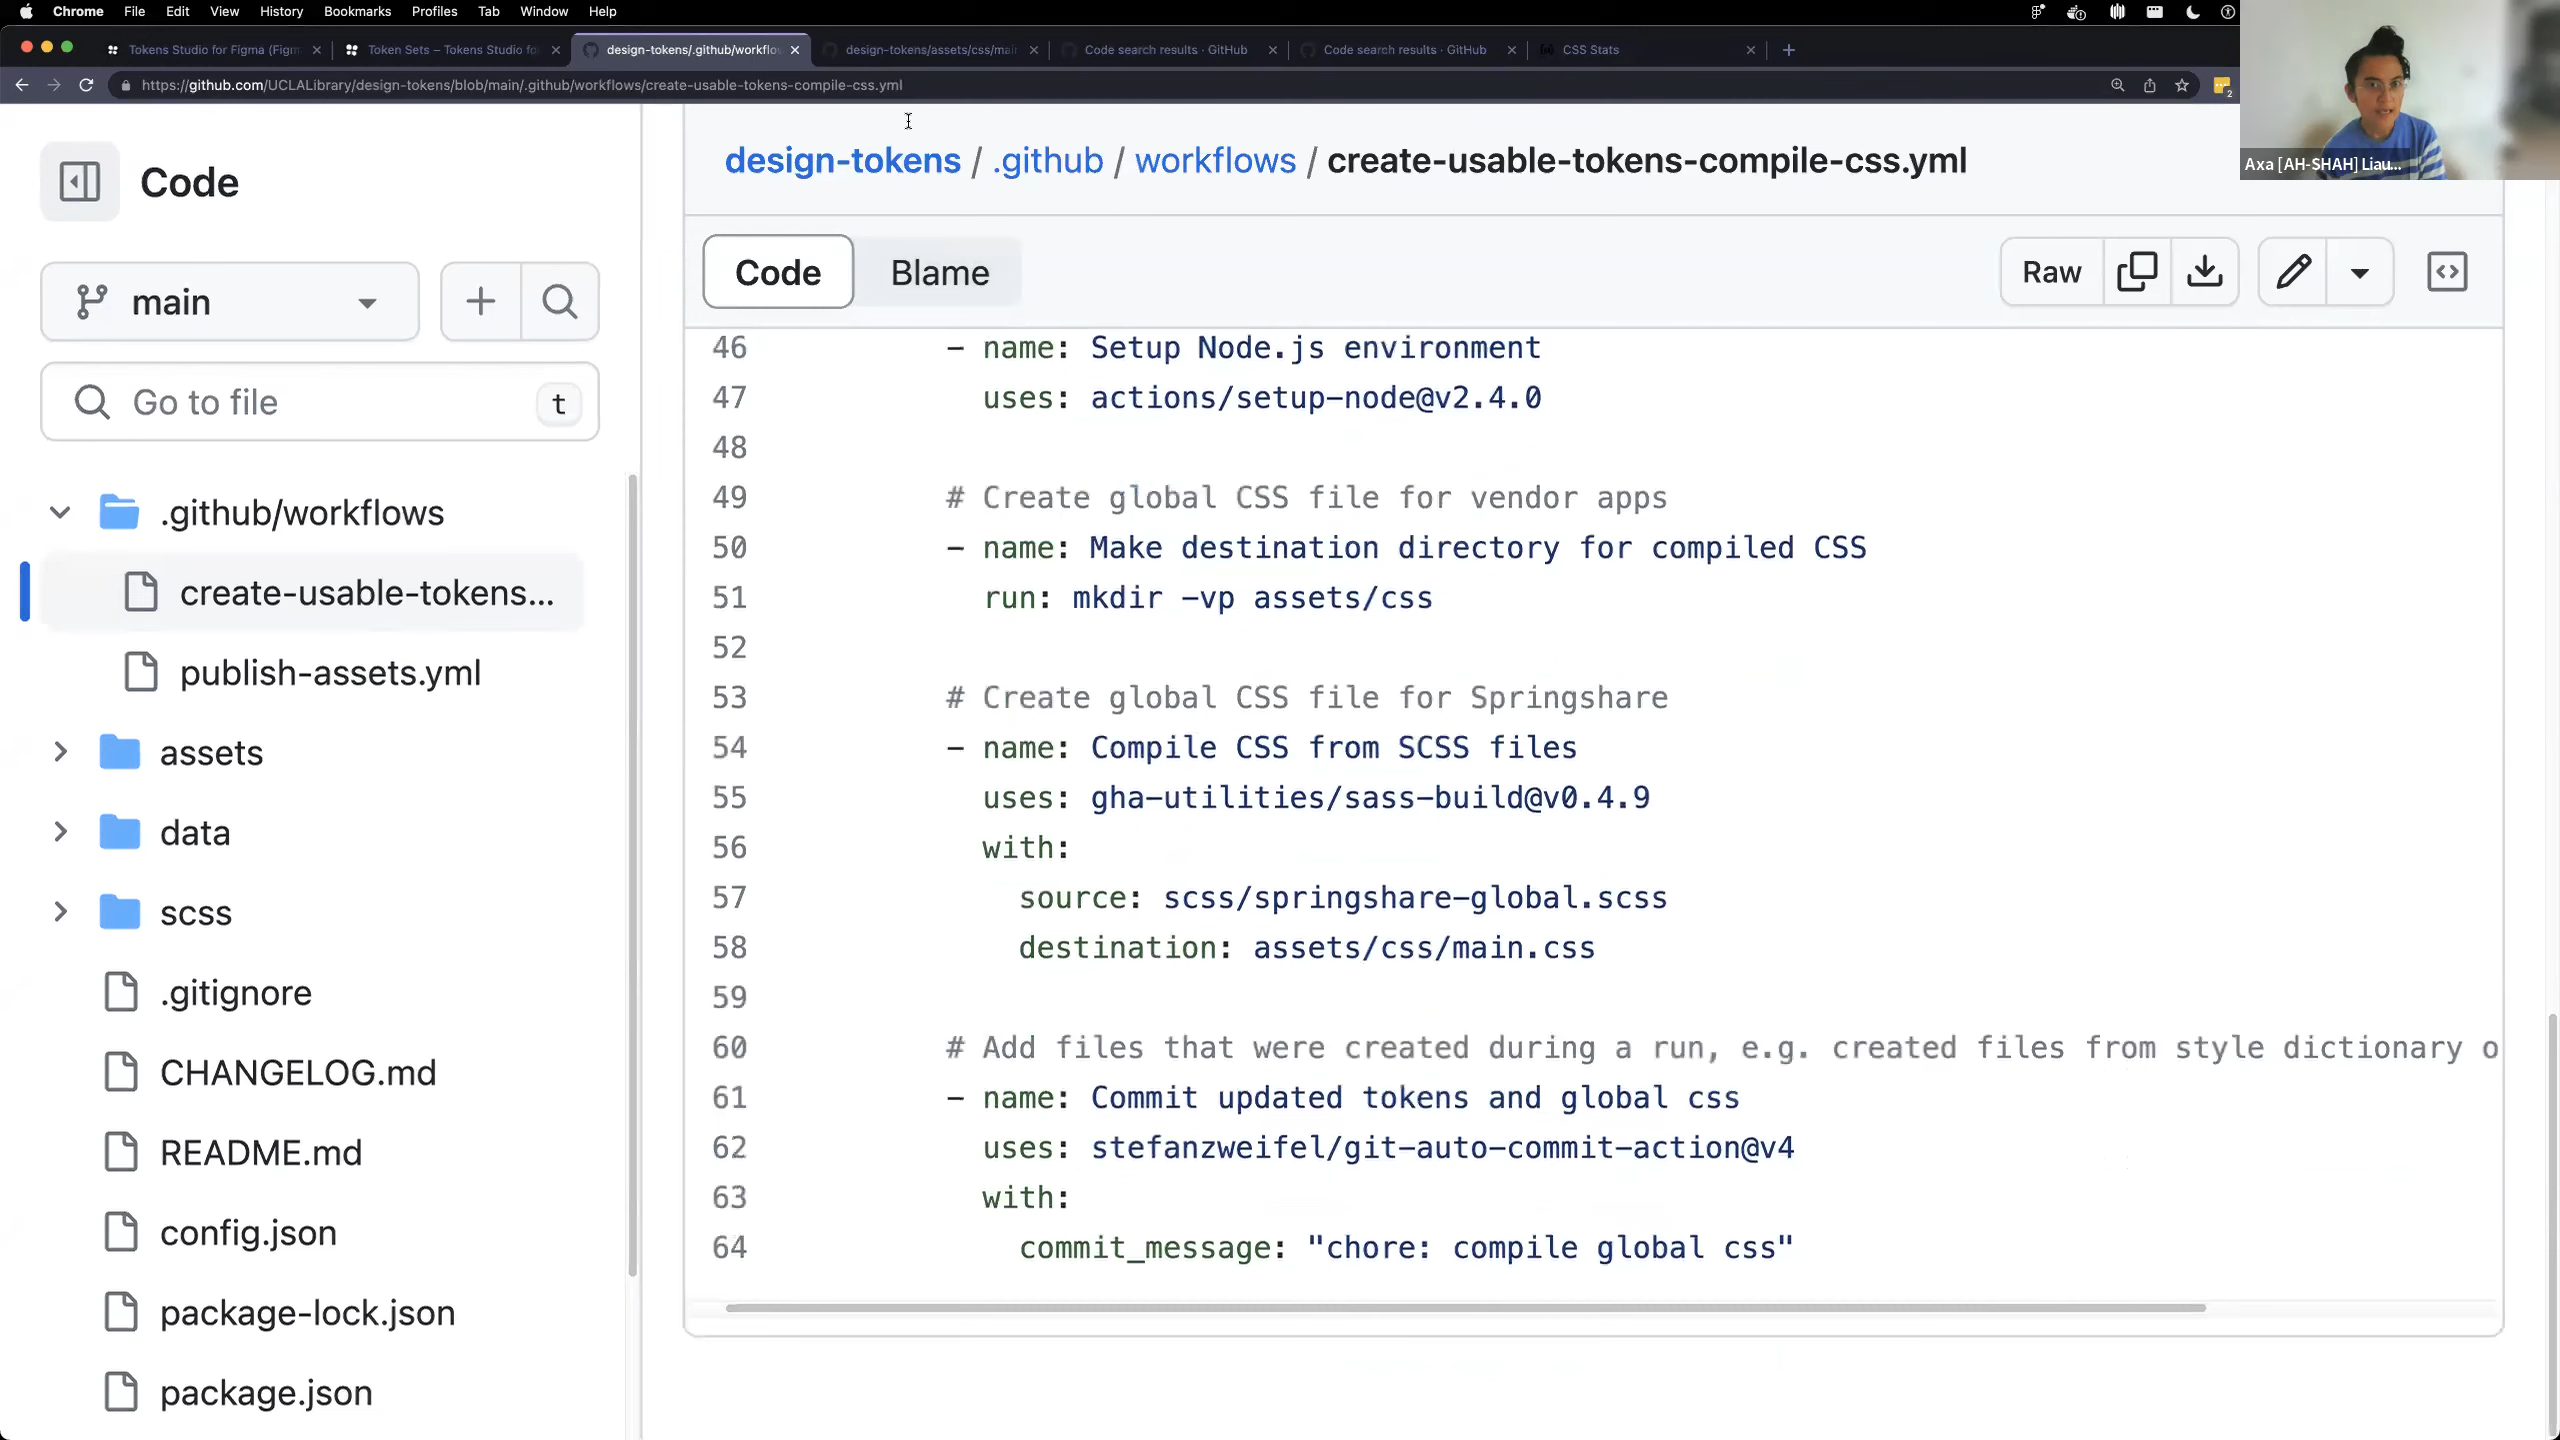 Chrome File Edit View History Bookmarks Profiles Tab Window Help
Tokens Studio for Figma (Figm
Token Sets – Tokens Studio fo
design-tokens/.github/workflo
design-tokens/assets/css/mai
Code search results · GitHub
Code search results · GitHub
CSS Stats
https://github.com/UCLALibrary/design-tokens/blob/main/.github/workflows/create-usable-tokens-compile-css.yml
2
Axa [AH-SHAH] Liau...
Code
main
Go to file
t
.github/workflows
create-usable-tokens...
publish-assets.yml
assets
data
scss
.gitignore
CHANGELOG.md
README.md
config.json
package-lock.json
package.json
design-tokens / .github / workflows / create-usable-tokens-compile-css.yml
Code Blame
Raw
46 - name: Setup Node.js environment
47 uses: actions/setup-node@v2.4.0
48
49 # Create global CSS file for vendor apps
50 - name: Make destination directory for compiled CSS
51 run: mkdir -vp assets/css
52
53 # Create global CSS file for Springshare
54 - name: Compile CSS from SCSS files
55 uses: gha-utilities/sass-build@v0.4.9
56 with:
57 source: scss/springshare-global.scss
58 destination: assets/css/main.css
59
60 # Add files that were created during a run, e.g. created files from style dictionary o
61 - name: Commit updated tokens and global css
62 uses: stefanzweifel/git-auto-commit-action@v4
63 with:
64 commit_message: "chore: compile global css"